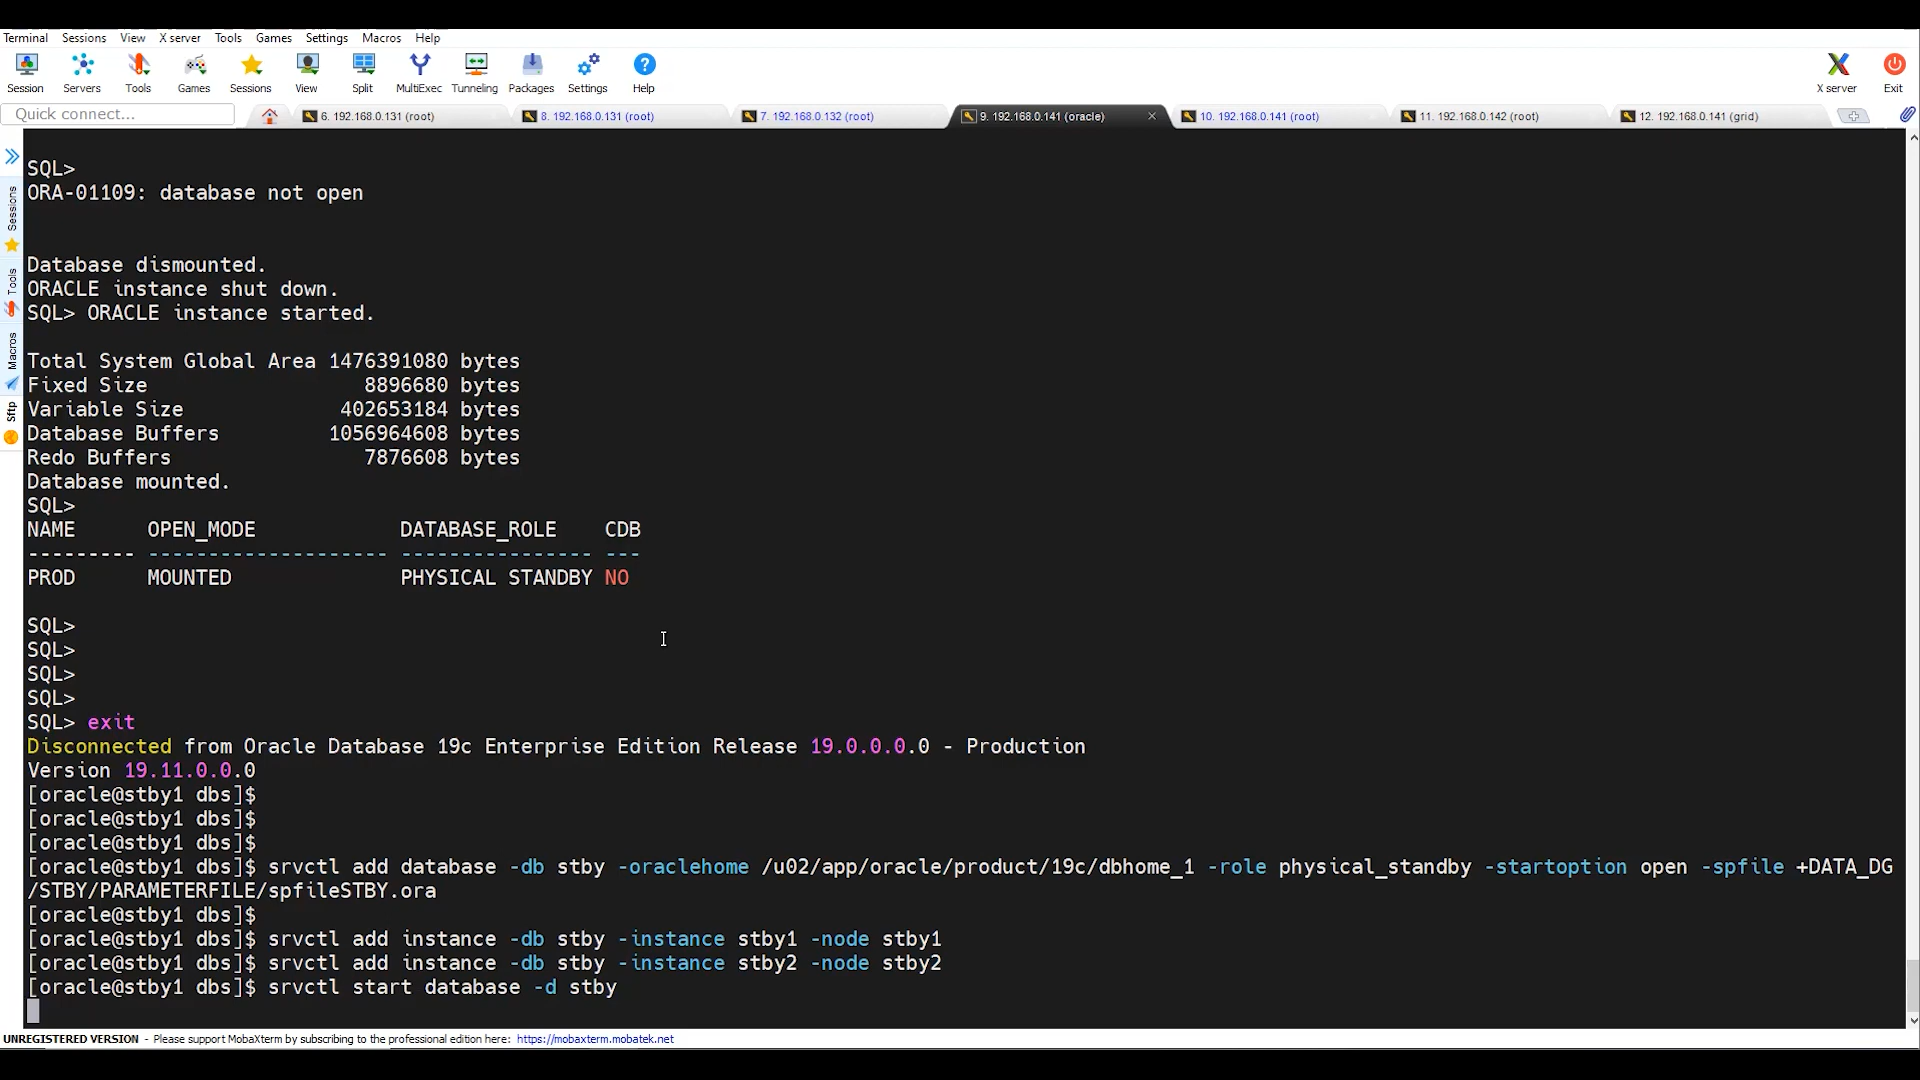 Terminal Sessions View X server Tools Games Settings Macros Help
Session Servers Tools Games Sessions View Split MultiExec Tunneling Packages Settings Help X server Exit
Quick connect... 6. 192.168.0.131 (root) 8. 192.168.0.131 (root) 7. 192.168.0.132 (root) 9. 192.168.0.141 (oracle) 10. 192.168.0.141 (root) 11. 192.168.0.142 (root) 12. 192.168.0.141 (grid)
Sessions
Tools
Macros
Sftp
SQL>
ORA-01109: database not open
Database dismounted.
ORACLE instance shut down.
SQL> ORACLE instance started.
Total System Global Area 1476391080 bytes
Fixed Size 8896680 bytes
Variable Size 402653184 bytes
Database Buffers 1056964608 bytes
Redo Buffers 7876608 bytes
Database mounted.
SQL>
NAME OPEN_MODE DATABASE_ROLE CDB
--------- -------------------- ---------------- ---
PROD MOUNTED PHYSICAL STANDBY NO
SQL>
SQL>
SQL>
SQL>
SQL> exit
Disconnected from Oracle Database 19c Enterprise Edition Release 19.0.0.0.0 - Production
Version 19.11.0.0.0
[oracle@stby1 dbs]$
[oracle@stby1 dbs]$
[oracle@stby1 dbs]$
[oracle@stby1 dbs]$ srvctl add database -db stby -oraclehome /u02/app/oracle/product/19c/dbhome_1 -role physical_standby -startoption open -spfile +DATA_DG
/STBY/PARAMETERFILE/spfileSTBY.ora
[oracle@stby1 dbs]$
[oracle@stby1 dbs]$ srvctl add instance -db stby -instance stby1 -node stby1
[oracle@stby1 dbs]$ srvctl add instance -db stby -instance stby2 -node stby2
[oracle@stby1 dbs]$ srvctl start database -d stby
UNREGISTERED VERSION - Please support MobaXterm by subscribing to the professional edition here: https://mobaxterm.mobatek.net